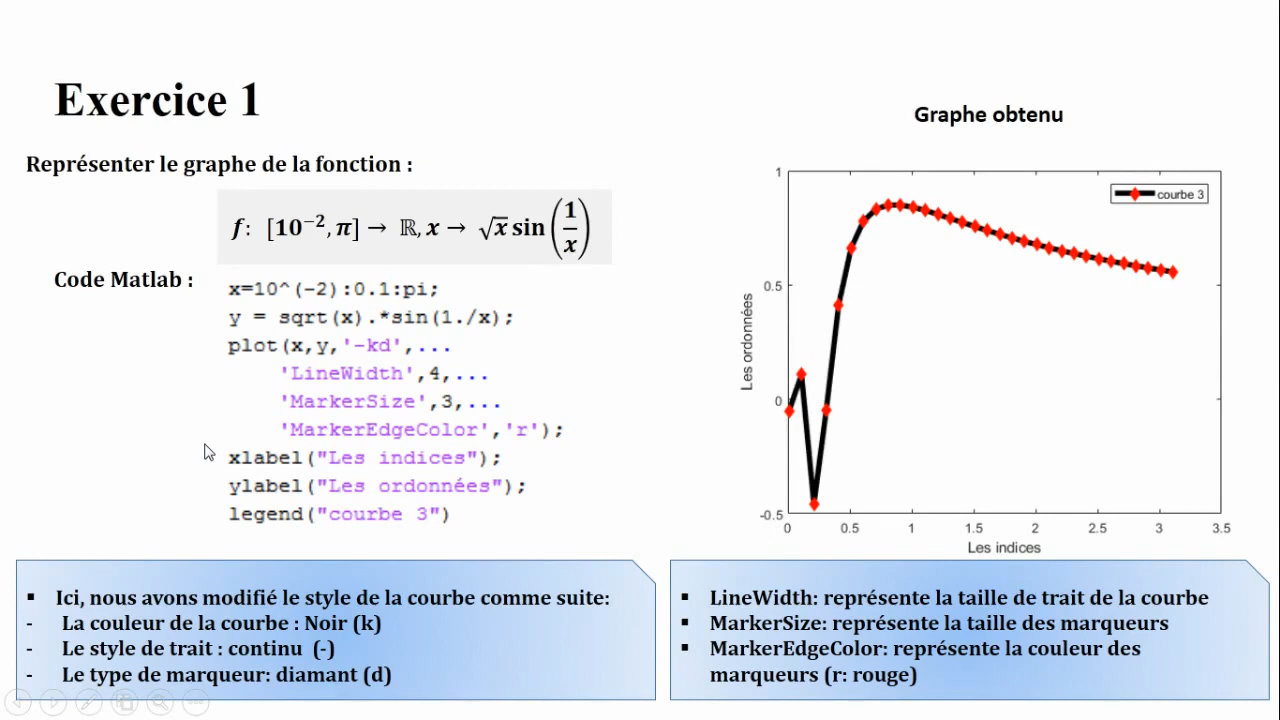 Exercice 1
Représenter le graphe de la fonction :
f: [10⁻², π] → ℝ, x → √x sin(1/x)
Code Matlab :
x=10^(-2):0.1:pi;
y = sqrt(x).*sin(1./x);
plot(x,y,'-kd',...
'LineWidth',4,...
'MarkerSize',3,...
'MarkerEdgeColor','r');
xlabel("Les indices");
ylabel("Les ordonnées");
legend("courbe 3")
Graphe obtenu
courbe 3
1
0.5
0
-0.5
Les ordonnées
0 0.5 1 1.5 2 2.5 3 3.5
Les indices
▪ Ici, nous avons modifié le style de la courbe comme suite:
- La couleur de la courbe : Noir (k)
- Le style de trait : continu (-)
- Le type de marqueur: diamant (d)
▪ LineWidth: représente la taille de trait de la courbe
▪ MarkerSize: représente la taille des marqueurs
▪ MarkerEdgeColor: représente la couleur des
marqueurs (r: rouge)